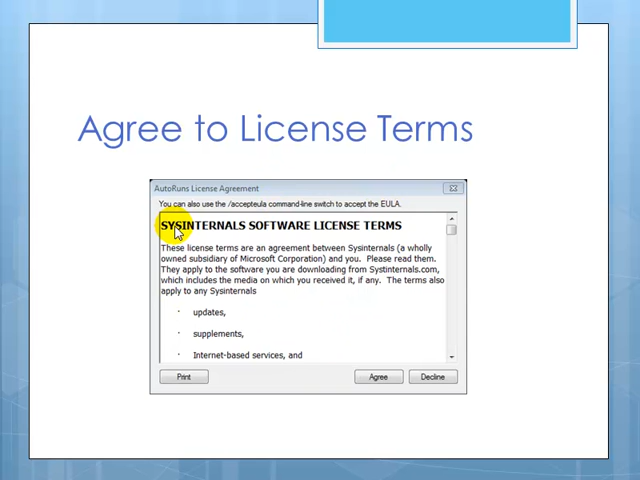 Agree to License Terms
AutoRuns License Agreement
You can also use the /accepteula command-line switch to accept the EULA.
SYSINTERNALS SOFTWARE LICENSE TERMS
These license terms are an agreement between Sysinternals (a wholly
owned subsidiary of Microsoft Corporation) and you.  Please read them.
They apply to the software you are downloading from Systinternals.com,
which includes the media on which you received it, if any.  The terms also
apply to any Sysinternals
· updates,
· supplements,
· Internet-based services, and
Print
Agree
Decline